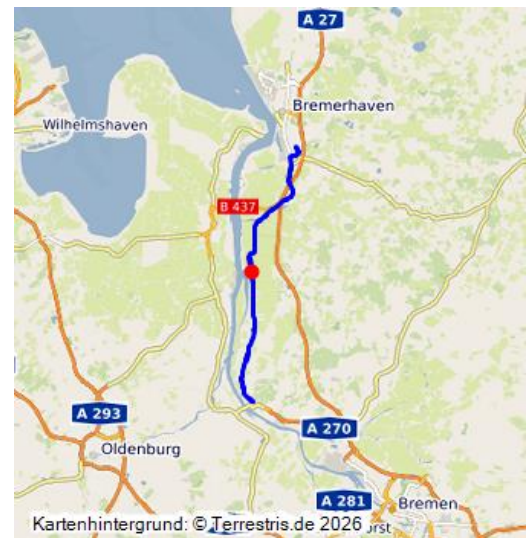 A 27
Bremerhaven
Wilhelmshaven
B 437
A 293
A 270
Oldenburg
A 281
Bremen
Kartenhintergrund: © Terrestris.de 2026